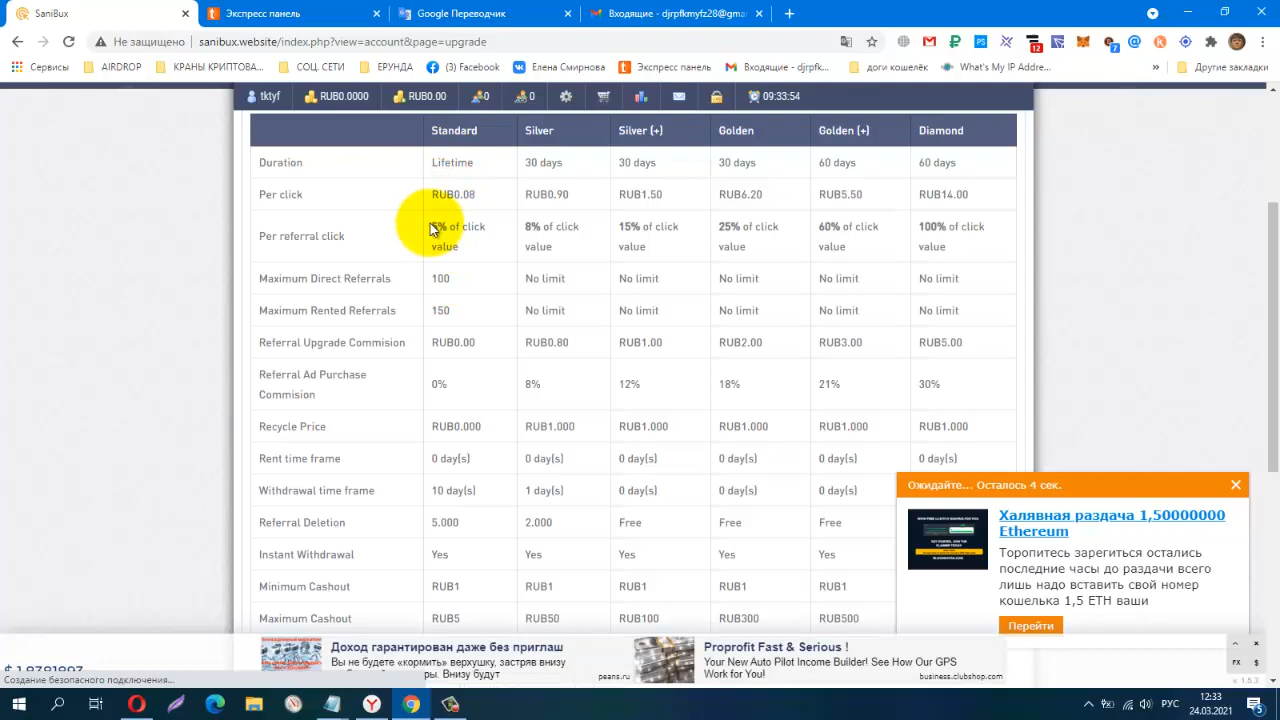 SaniBux
Экспресс панель
Google Переводчик
Входящие - djrpfkmyfz28@gmai
Не защищено
sanibux.website/index.php?view=account&page=upgrade
12
7
Сервисы
AIRDROP
КРАНЫ КРИПТОВА...
СОЦ. СЕТИ
ЕРУНДА
(3) Facebook
Елена Смирнова
Экспресс панель
Входящие - djrpfk...
доги кошелёк
What's My IP Addre...
Другие закладки
tktyf
RUB0.0000
RUB0.00
0
0
09:33:54
Standard Silver Silver (+) Golden Golden (+) Diamond
Duration Lifetime 30 days 30 days 30 days 60 days 60 days
Per click RUB0.08 RUB0.90 RUB1.50 RUB6.20 RUB5.50 RUB14.00
Per referral click 5% of click value 8% of click value 15% of click value 25% of click value 60% of click value 100% of click value
Maximum Direct Referrals 100 No limit No limit No limit No limit No limit
Maximum Rented Referrals 150 No limit No limit No limit No limit No limit
Referral Upgrade Commision RUB0.00 RUB0.80 RUB1.00 RUB2.00 RUB3.00 RUB5.00
Referral Ad Purchase Commision 0% 8% 12% 18% 21% 30%
Recycle Price RUB0.000 RUB1.000 RUB1.000 RUB1.000 RUB1.000 RUB1.000
Rent time frame 0 day(s) 0 day(s) 0 day(s) 0 day(s) 0 day(s) 0 day(s)
Withdrawal time frame 10 day(s) 1 day(s) 0 day(s) 0 day(s) 0 day(s)
Referral Deletion 5.000 2.000 Free Free Free
Instant Withdrawal Yes Yes Yes Yes Yes
Minimum Cashout RUB1 RUB1 RUB1 RUB1 RUB1
Maximum Cashout RUB5 RUB50 RUB100 RUB300 RUB500
Ожидайте... Осталось 4 сек.
Халявная раздача 1,50000000
Ethereum
Торопитесь зарегиться остались
последние часы до раздачи всего
лишь надо вставить свой номер
кошелька 1,5 ETH ваши
Перейти
Доход гарантирован даже без приглаш
Вы не будете «кормить» верхушку, застряв внизу
ры. Внизу будут
peans.ru
Proprofit Fast & Serious !
Your New Auto Pilot Income Builder! See How Our GPS
Work for You!
business.clubshop.com
FX
$
v. 1.5.3
Создание безопасного подключения...
РУС
12:33
24.03.2021
5